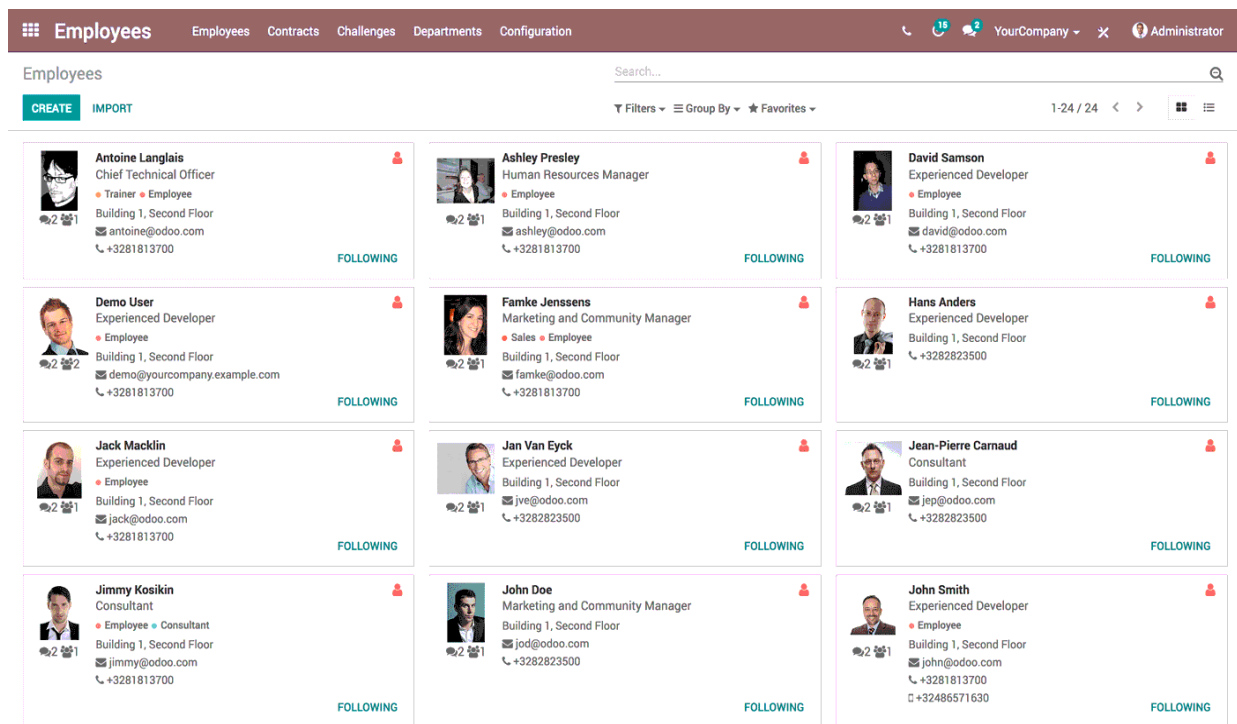 Employees Employees Contracts Challenges Departments Configuration 15 2 YourCompany Administrator
Employees Search...
CREATE IMPORT Filters Group By Favorites 1-24 / 24
Antoine Langlais
Chief Technical Officer
Trainer Employee
Building 1, Second Floor
2 1
antoine@odoo.com
+3281813700
FOLLOWING
Ashley Presley
Human Resources Manager
Employee
Building 1, Second Floor
2 1
ashley@odoo.com
+3281813700
FOLLOWING
David Samson
Experienced Developer
Employee
Building 1, Second Floor
2 1
david@odoo.com
+3281813700
FOLLOWING
Demo User
Experienced Developer
Employee
Building 1, Second Floor
2 2
demo@yourcompany.example.com
+3281813700
FOLLOWING
Famke Jenssens
Marketing and Community Manager
Sales Employee
Building 1, Second Floor
2 1
famke@odoo.com
+3281813700
FOLLOWING
Hans Anders
Experienced Developer
Building 1, Second Floor
+3282823500
2 1
FOLLOWING
Jack Macklin
Experienced Developer
Employee
Building 1, Second Floor
2 1
jack@odoo.com
+3281813700
FOLLOWING
Jan Van Eyck
Experienced Developer
Building 1, Second Floor
jve@odoo.com
2 1
+3282823500
FOLLOWING
Jean-Pierre Carnaud
Consultant
Building 1, Second Floor
jep@odoo.com
2 1
+3282823500
FOLLOWING
Jimmy Kosikin
Consultant
Employee Consultant
Building 1, Second Floor
2 1
jimmy@odoo.com
+3281813700
FOLLOWING
John Doe
Marketing and Community Manager
Building 1, Second Floor
jod@odoo.com
2 1
+3282823500
FOLLOWING
John Smith
Experienced Developer
Employee
Building 1, Second Floor
2 1
john@odoo.com
+3281813700
+32486571630
FOLLOWING